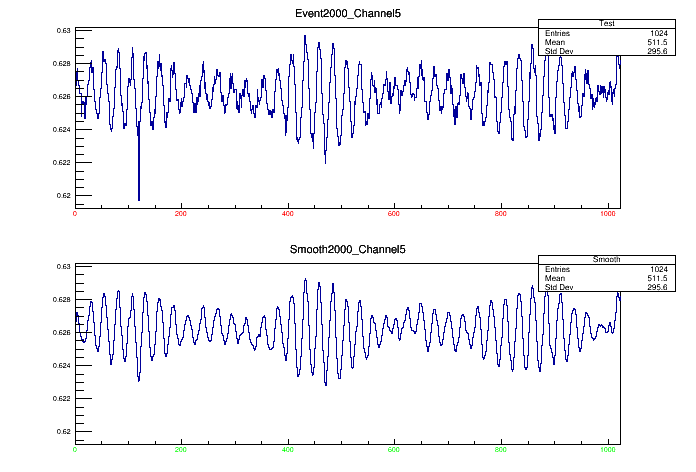 Event2000_Channel5
Test
Entries 1024
Mean 511.5
Std Dev 295.6
0.63
0.628
0.626
0.624
0.622
0.62
0 200 400 600 800 1000
Smooth2000_Channel5
Smooth
Entries 1024
Mean 511.5
Std Dev 295.6
0.63
0.628
0.626
0.624
0.622
0.62
0 200 400 600 800 1000